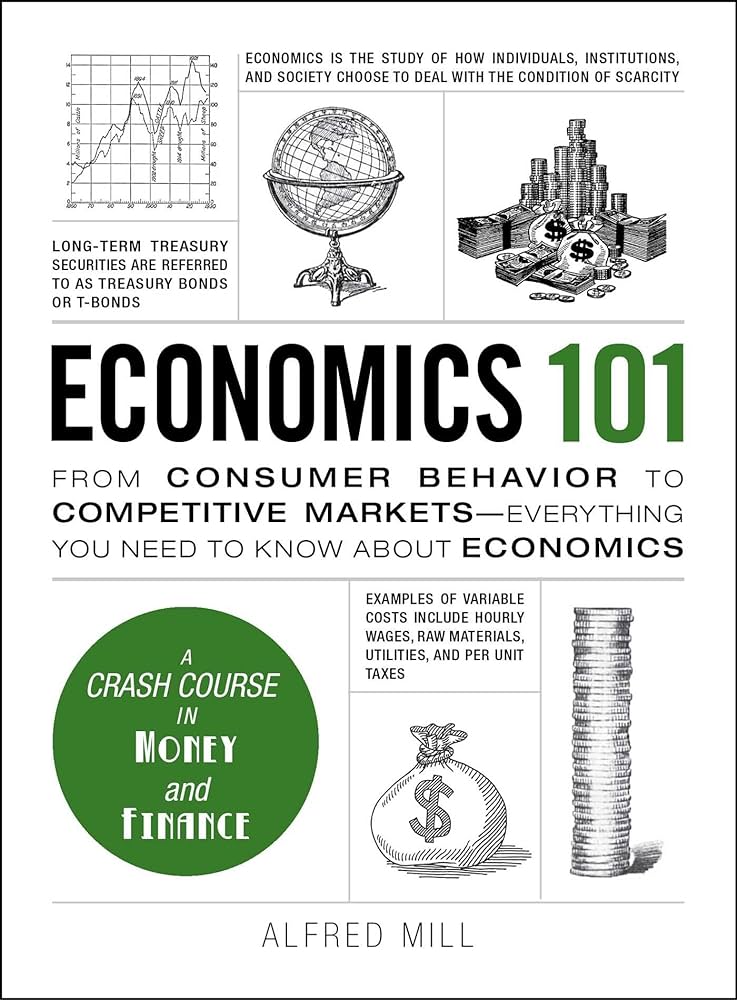 ECONOMICS IS THE STUDY OF HOW INDIVIDUALS, INSTITUTIONS,
AND SOCIETY CHOOSE TO DEAL WITH THE CONDITION OF SCARCITY
LONG-TERM TREASURY
SECURITIES ARE REFERRED
TO AS TREASURY BONDS
OR T-BONDS
ECONOMICS 101
FROM CONSUMER BEHAVIOR TO
COMPETITIVE MARKETS—EVERYTHING
YOU NEED TO KNOW ABOUT ECONOMICS
A
CRASH COURSE
IN
MONEY
and
FINANCE
EXAMPLES OF VARIABLE
COSTS INCLUDE HOURLY
WAGES, RAW MATERIALS,
UTILITIES, AND PER UNIT
TAXES
$
$
$
ALFRED MILL